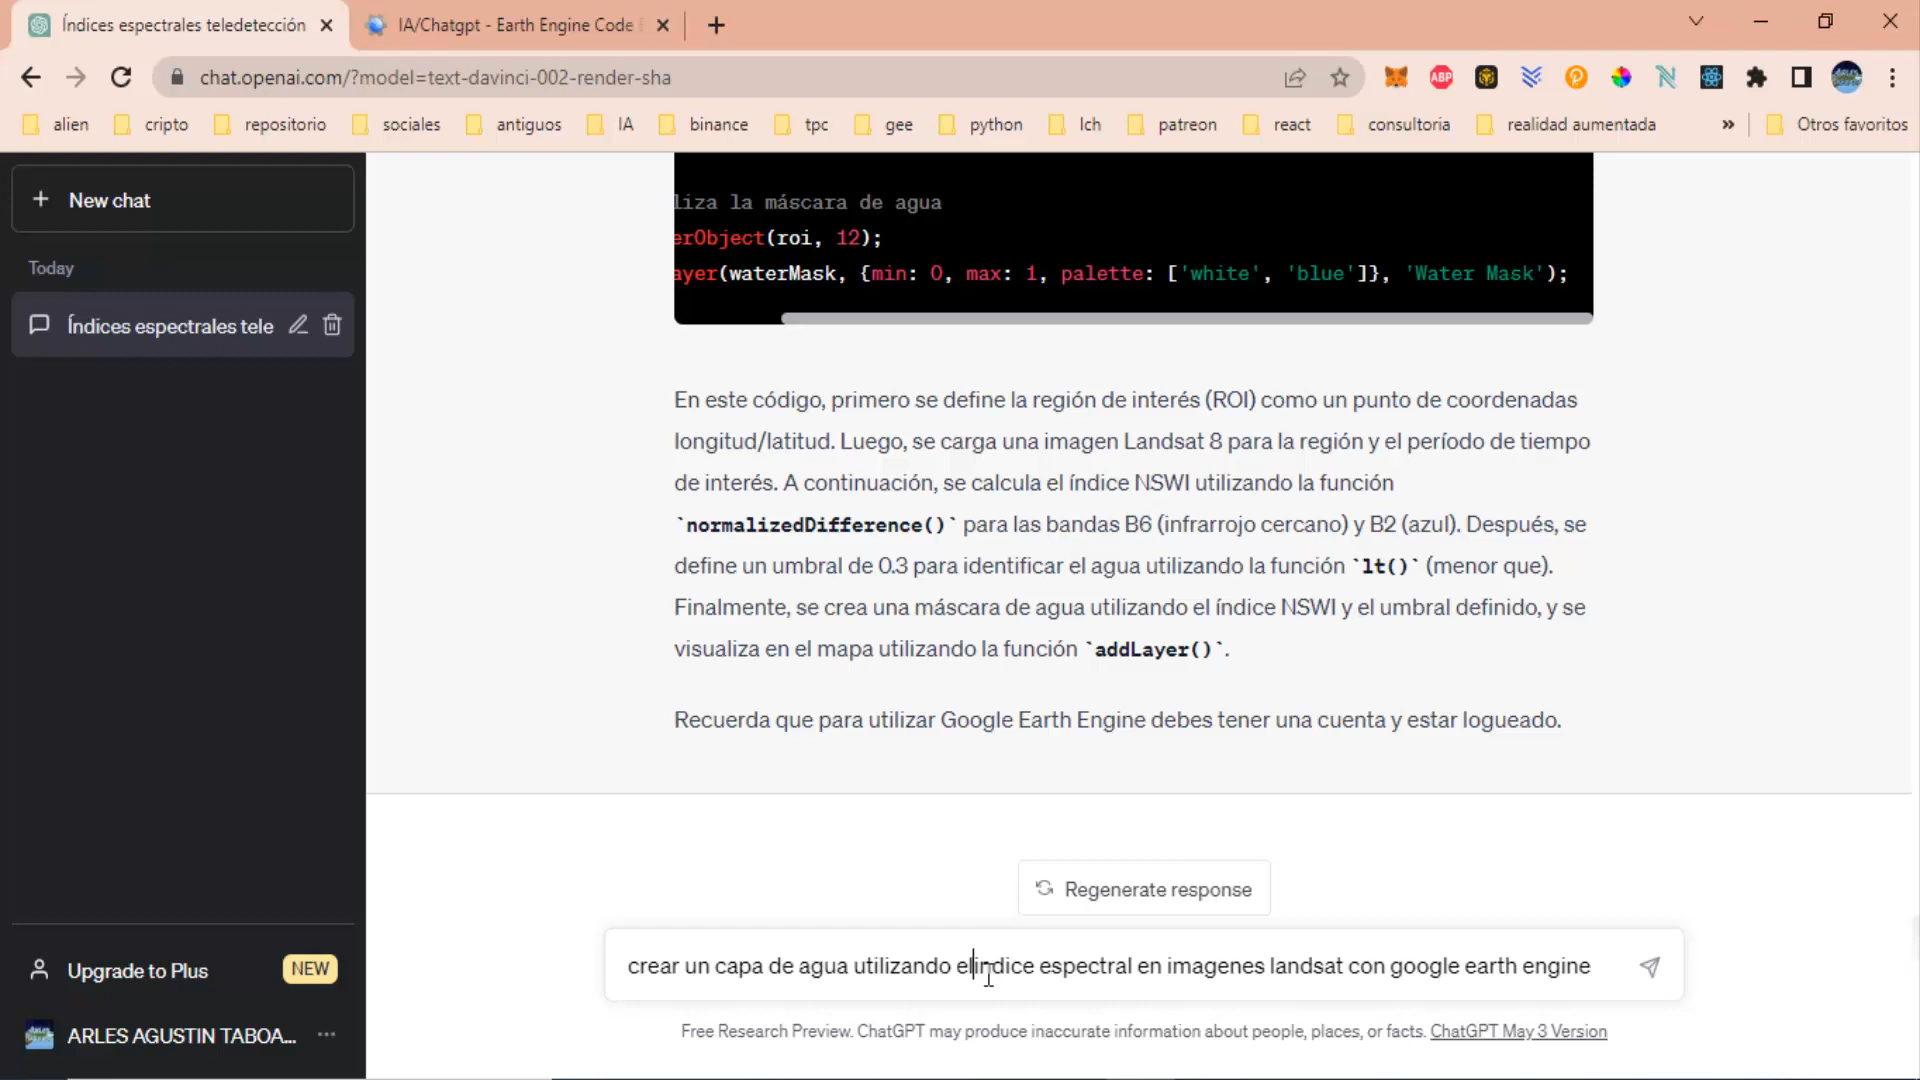 Índices espectrales teledetección
IA/Chatgpt - Earth Engine Code
chat.openai.com/?model=text-davinci-002-render-sha
ABP
alien
cripto
repositorio
sociales
antiguos
IA
binance
tpc
gee
python
lch
patreon
react
consultoria
realidad aumentada
»
Otros favoritos
New chat
Today
Índices espectrales tele
liza la máscara de agua
erObject(roi, 12);
ayer(waterMask, {min: 0, max: 1, palette: ['white', 'blue']}, 'Water Mask');
En este código, primero se define la región de interés (ROI) como un punto de coordenadas
longitud/latitud. Luego, se carga una imagen Landsat 8 para la región y el período de tiempo
de interés. A continuación, se calcula el índice NSWI utilizando la función
`normalizedDifference()` para las bandas B6 (infrarrojo cercano) y B2 (azul). Después, se
define un umbral de 0.3 para identificar el agua utilizando la función `lt()` (menor que).
Finalmente, se crea una máscara de agua utilizando el índice NSWI y el umbral definido, y se
visualiza en el mapa utilizando la función `addLayer()`.
Recuerda que para utilizar Google Earth Engine debes tener una cuenta y estar logueado.
Regenerate response
crear un capa de agua utilizando el indice espectral en imagenes landsat con google earth engine
Upgrade to Plus
NEW
ARLES AGUSTIN TABOA...
Free Research Preview. ChatGPT may produce inaccurate information about people, places, or facts. ChatGPT May 3 Version